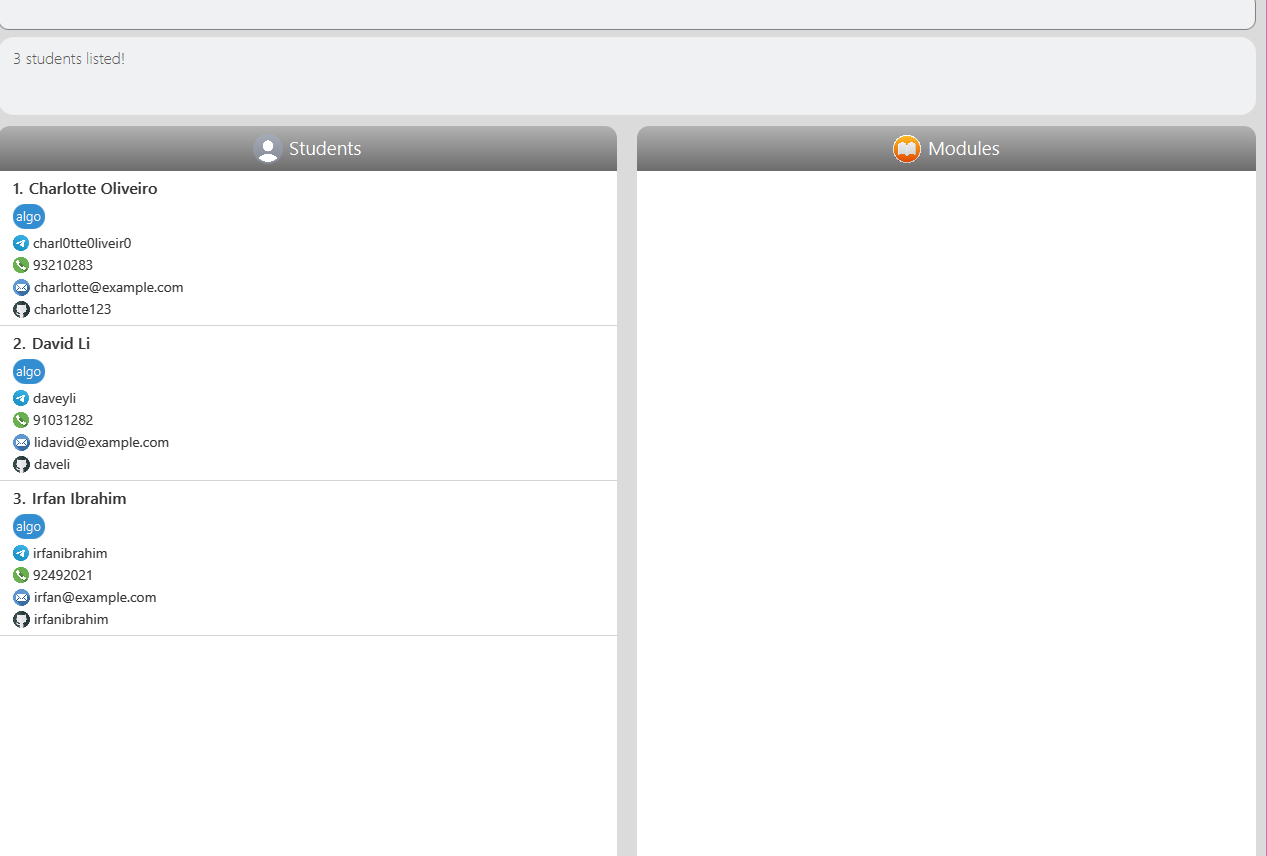 3 students listed!
Students
1. Charlotte Oliveiro
algo
charl0tte0liveir0
93210283
charlotte@example.com
charlotte123
2. David Li
algo
daveyli
91031282
lidavid@example.com
daveli
3. Irfan Ibrahim
algo
irfanibrahim
92492021
irfan@example.com
irfanibrahim
Modules